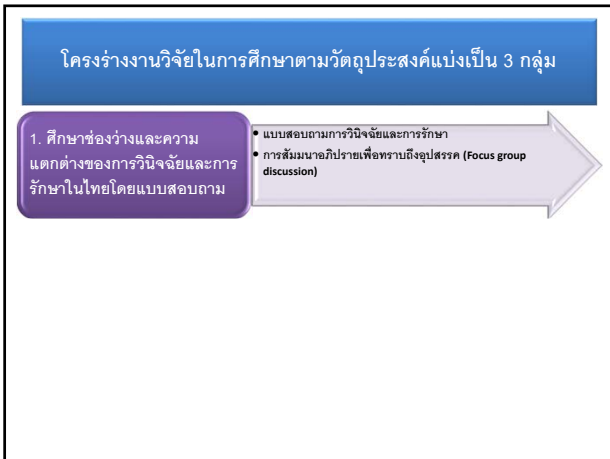 โครงร่างงานวิจัยในการศึกษาตามวัตถุประสงค์แบ่งเป็น 3 กลุ่ม
1. ศึกษาช่องว่างและความ
แตกต่างของการวินิจฉัยและการ
รักษาในไทยโดยแบบสอบถาม
• แบบสอบถามการวินิจฉัยและการรักษา
• การสัมมนาอภิปรายเพื่อทราบถึงอุปสรรค (Focus group
discussion)